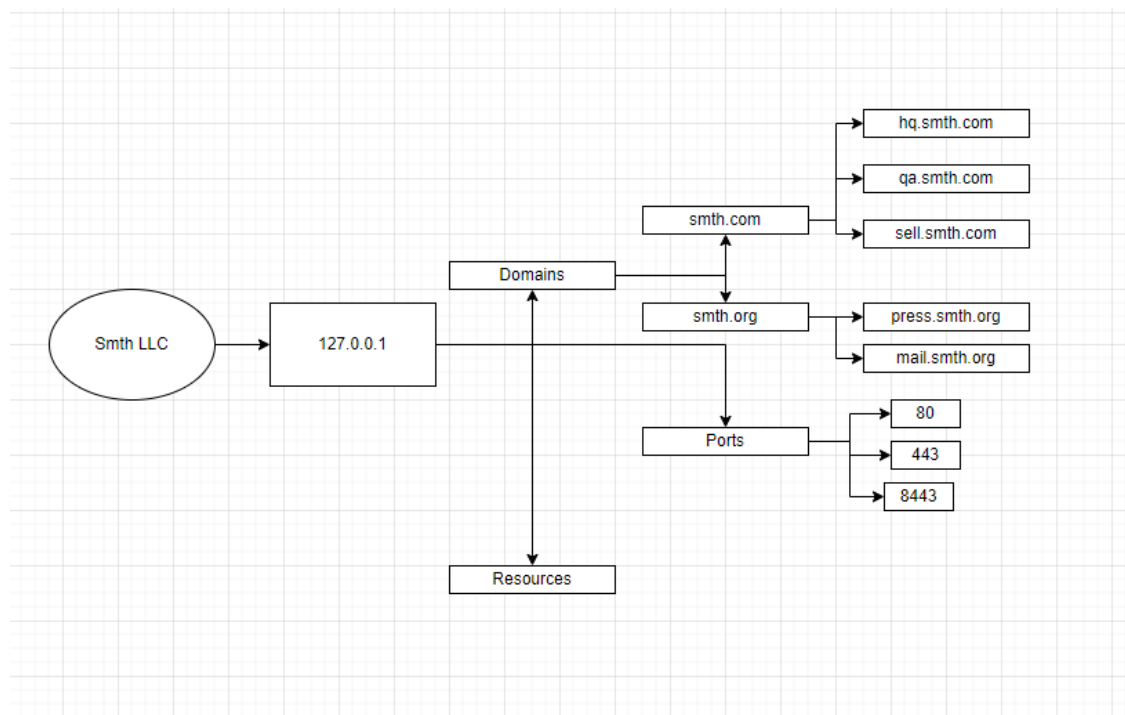 Smth LLC
127.0.0.1
Domains
smth.com
hq.smth.com
qa.smth.com
sell.smth.com
smth.org
press.smth.org
mail.smth.org
Ports
80
443
8443
Resources